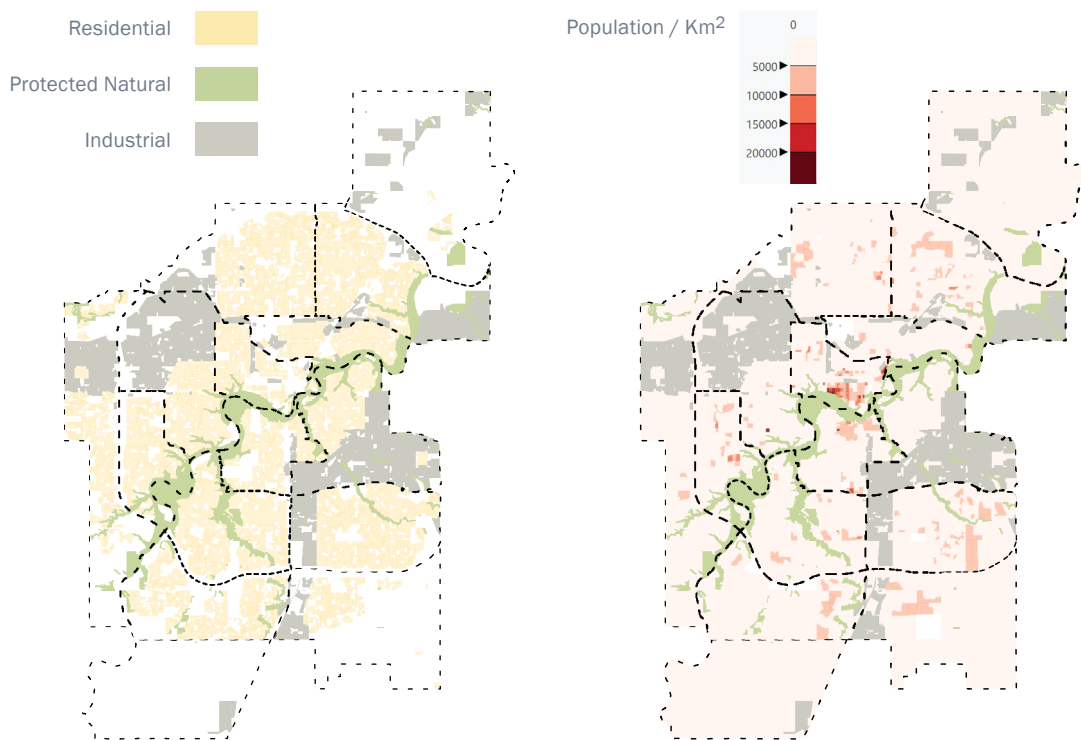 Residential
Protected Natural
Industrial
Population / Km²
0
5000
10000
15000
20000